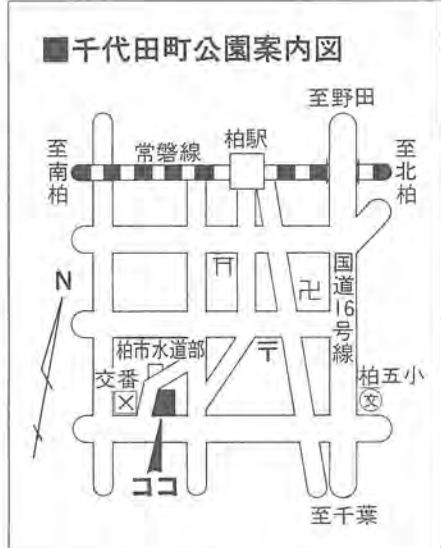 ■千代田町公園案内図
至野田
柏駅
常磐線
至南柏
至北柏
N
国道16号線
柏市水道部
交番
〒
柏五小
文
ココ
至千葉